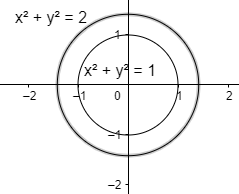 x² + y² = 2
1
x² + y² = 1
−2 −1 0 1 2
−1
−2